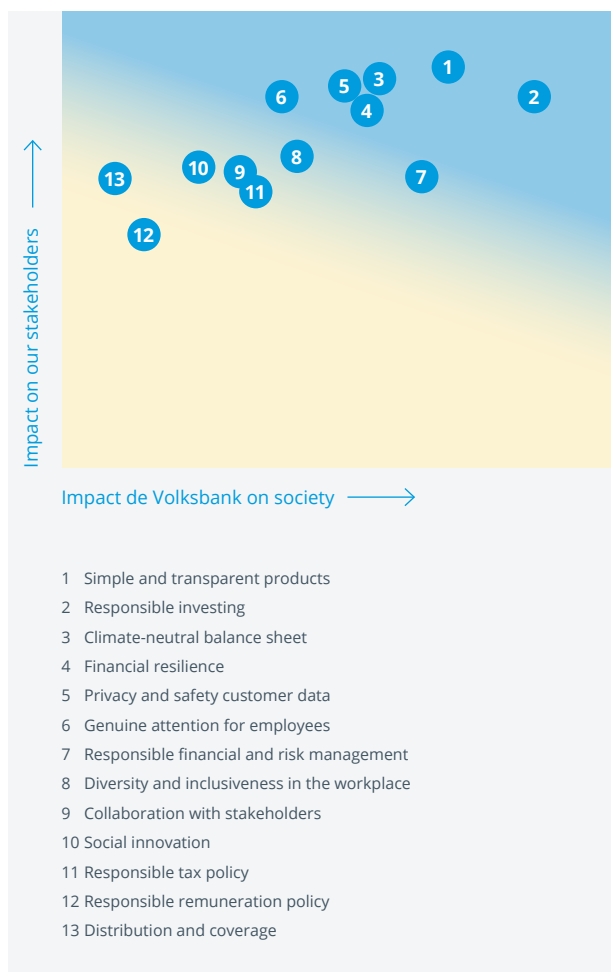 1
3
5
2
6
4
8
10
9
7
13
11
12
Impact on our stakeholders
Impact de Volksbank on society
1 Simple and transparent products
2 Responsible investing
3 Climate-neutral balance sheet
4 Financial resilience
5 Privacy and safety customer data
6 Genuine attention for employees
7 Responsible financial and risk management
8 Diversity and inclusiveness in the workplace
9 Collaboration with stakeholders
10 Social innovation
11 Responsible tax policy
12 Responsible remuneration policy
13 Distribution and coverage